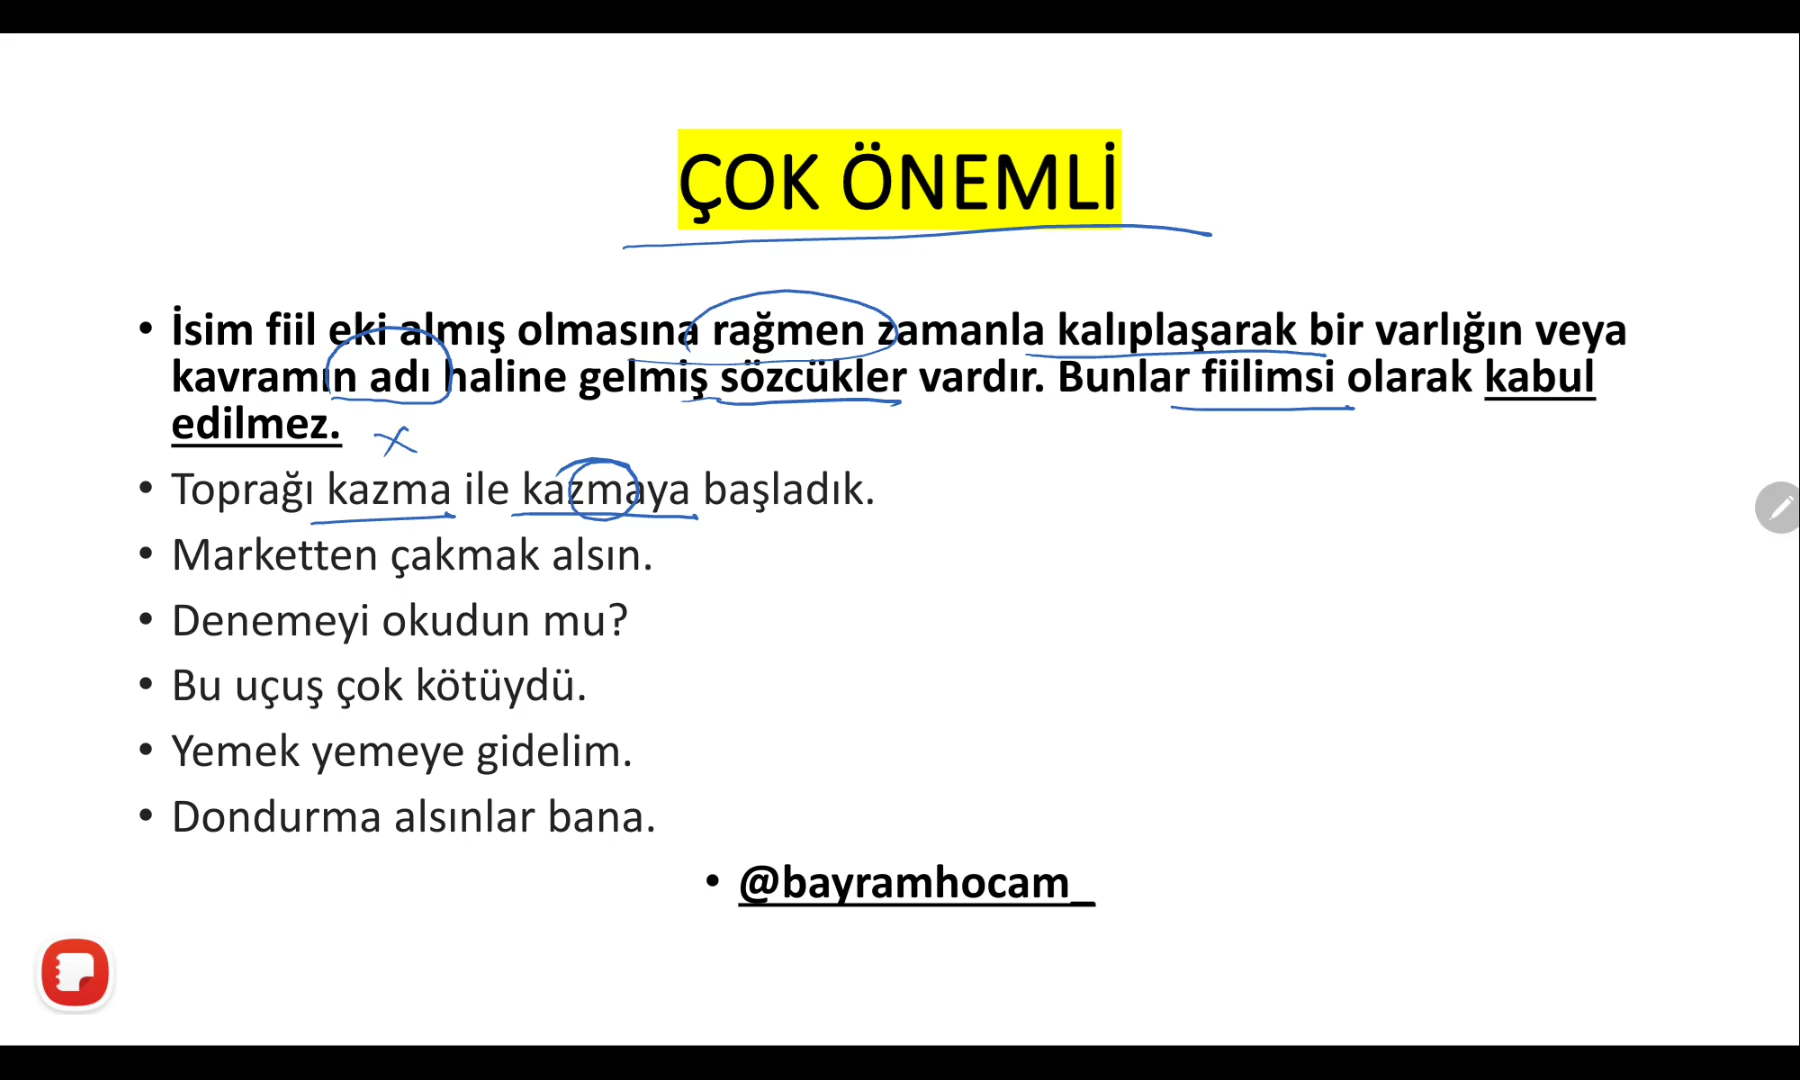 ÇOK ÖNEMLİ
• İsim fiil eki almış olmasına rağmen zamanla kalıplaşarak bir varlığın veya
kavramın adı haline gelmiş sözcükler vardır. Bunlar fiilimsi olarak kabul
edilmez.
• Toprağı kazma ile kazmaya başladık.
• Marketten çakmak alsın.
• Denemeyi okudun mu?
• Bu uçuş çok kötüydü.
• Yemek yemeye gidelim.
• Dondurma alsınlar bana.
• @bayramhocam_